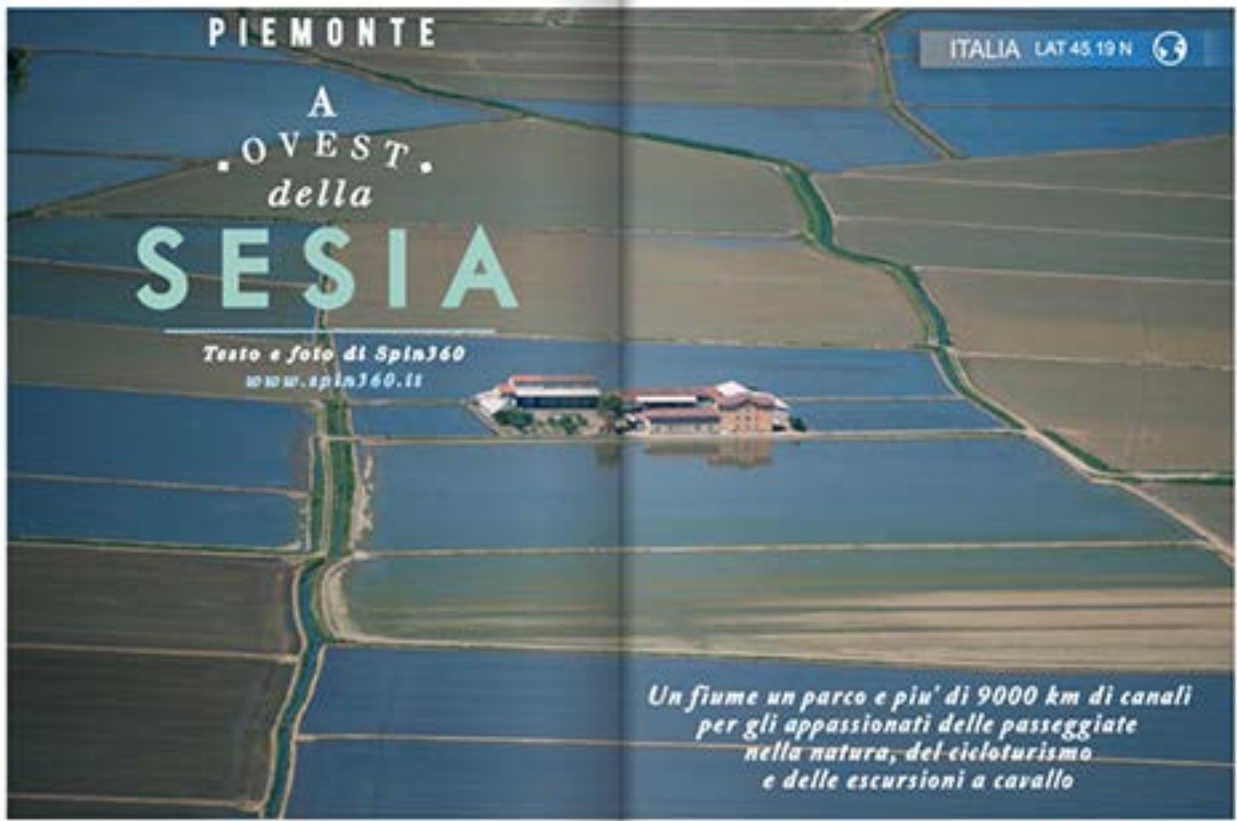 PIEMONTE
A
OVEST
della
SESIA
Testo e foto di Spin360
www.spin360.it
ITALIA LAT 45.19 N
Un fiume un parco e piu' di 9000 km di canali
per gli appassionati delle passeggiate
nella natura, del cicloturismo
e delle escursioni a cavallo